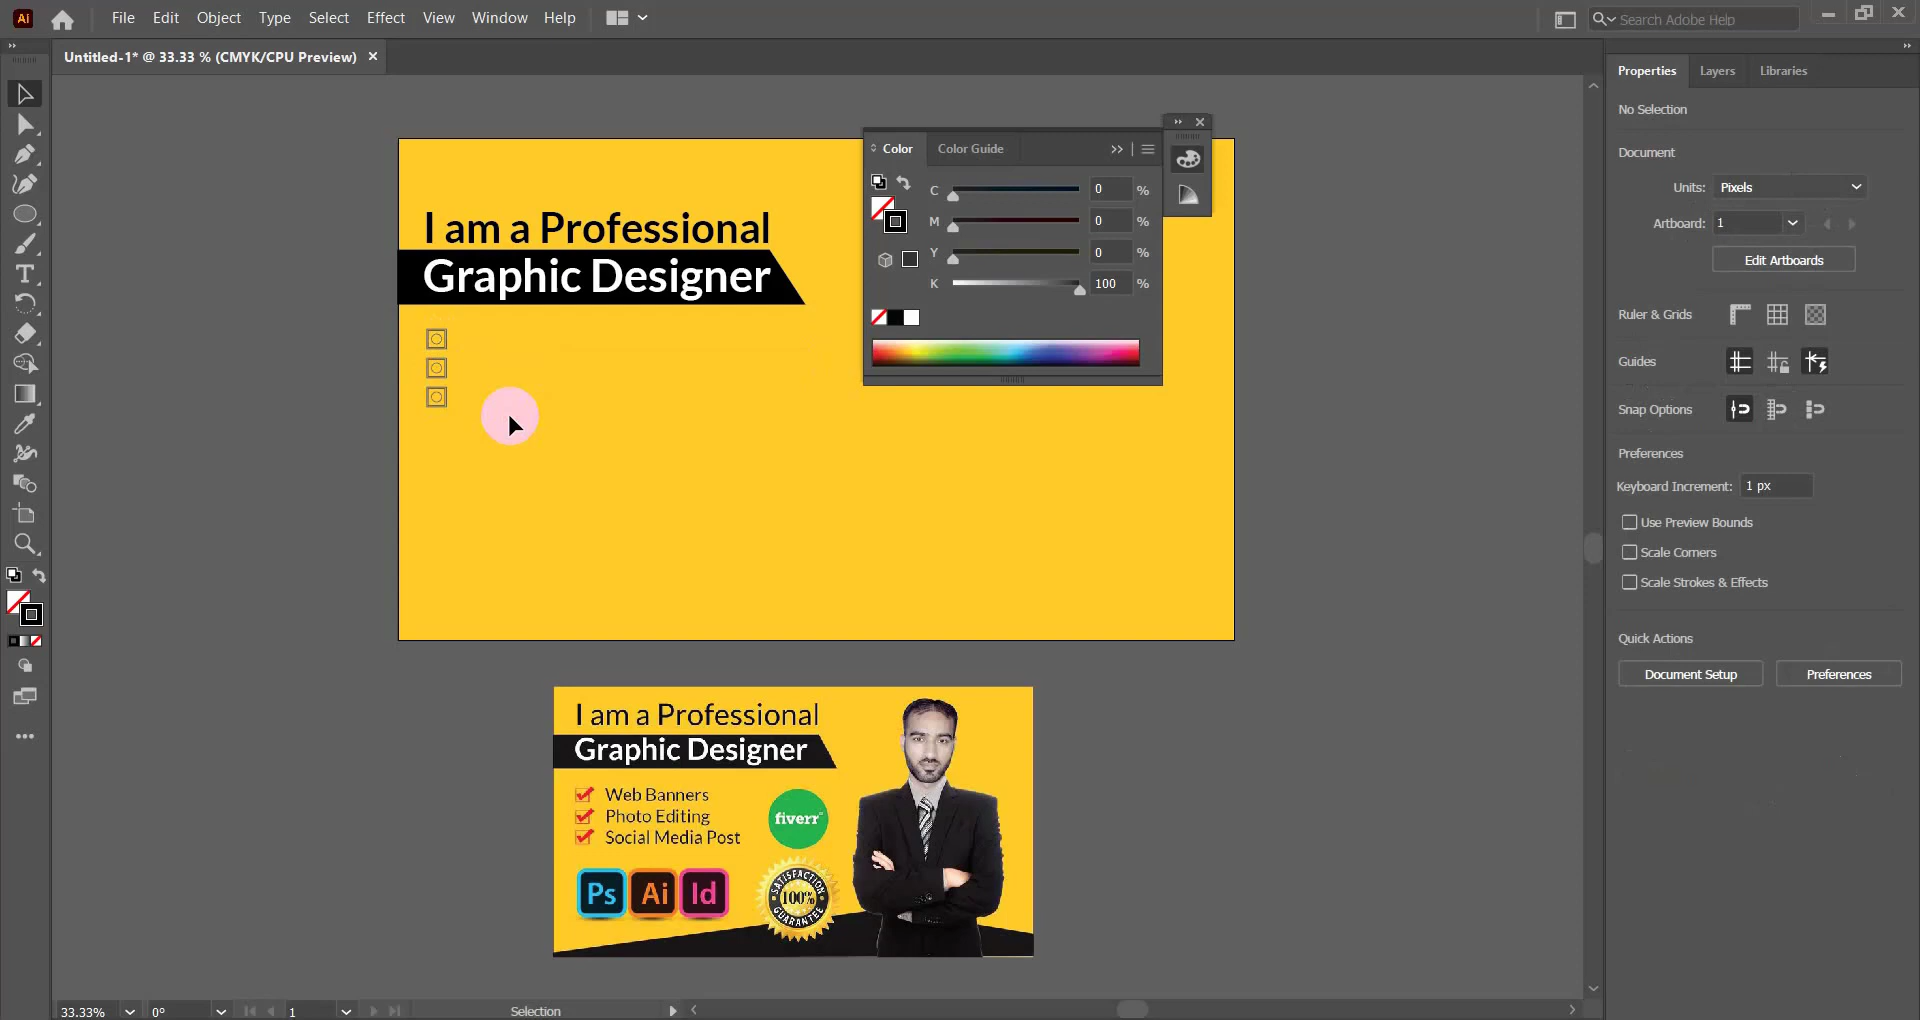 Ai File Edit Object Type Select Effect View Window Help Search Adobe Help
Untitled-1* @ 33.33 % (CMYK/CPU Preview)
I am a Professional
Graphic Designer
Color Color Guide
C 0 %
M 0 %
Y 0 %
K 100 %
Properties Layers Libraries
No Selection
Document
Units: Pixels
Artboard: 1
Edit Artboards
Ruler & Grids
Guides
Snap Options
Preferences
Keyboard Increment: 1 px
Use Preview Bounds
Scale Corners
Scale Strokes & Effects
Quick Actions
Document Setup Preferences
I am a Professional
Graphic Designer
Web Banners
Photo Editing
Social Media Post
fiverr
Ps Ai Id
SATISFACTION
100%
GUARANTEE
33.33% 0° 1 Selection